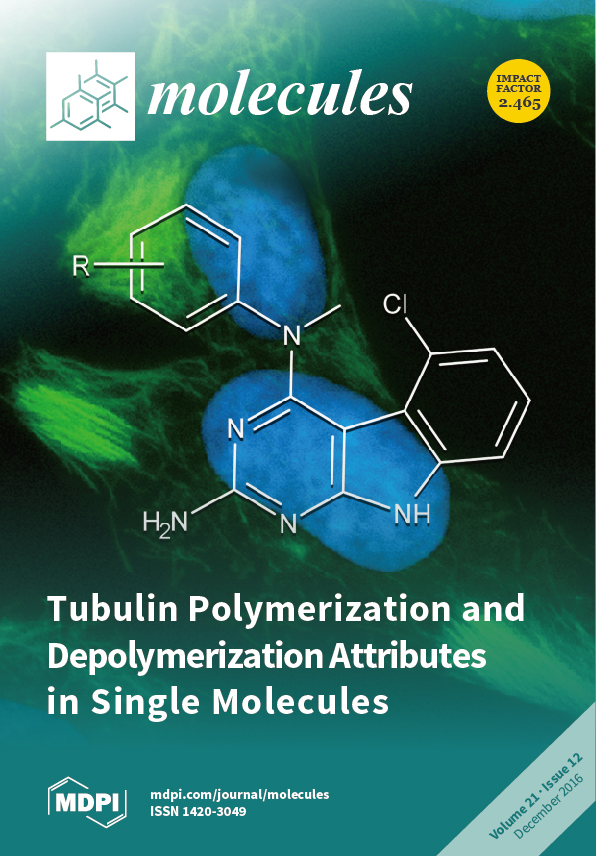 molecules
IMPACT
FACTOR
2.465
R
Cl
N
N
N
NH
H2N
Tubulin Polymerization and
Depolymerization Attributes
in Single Molecules
MDPI
mdpi.com/journal/molecules
ISSN 1420-3049
Volume 21 · Issue 12
December 2016